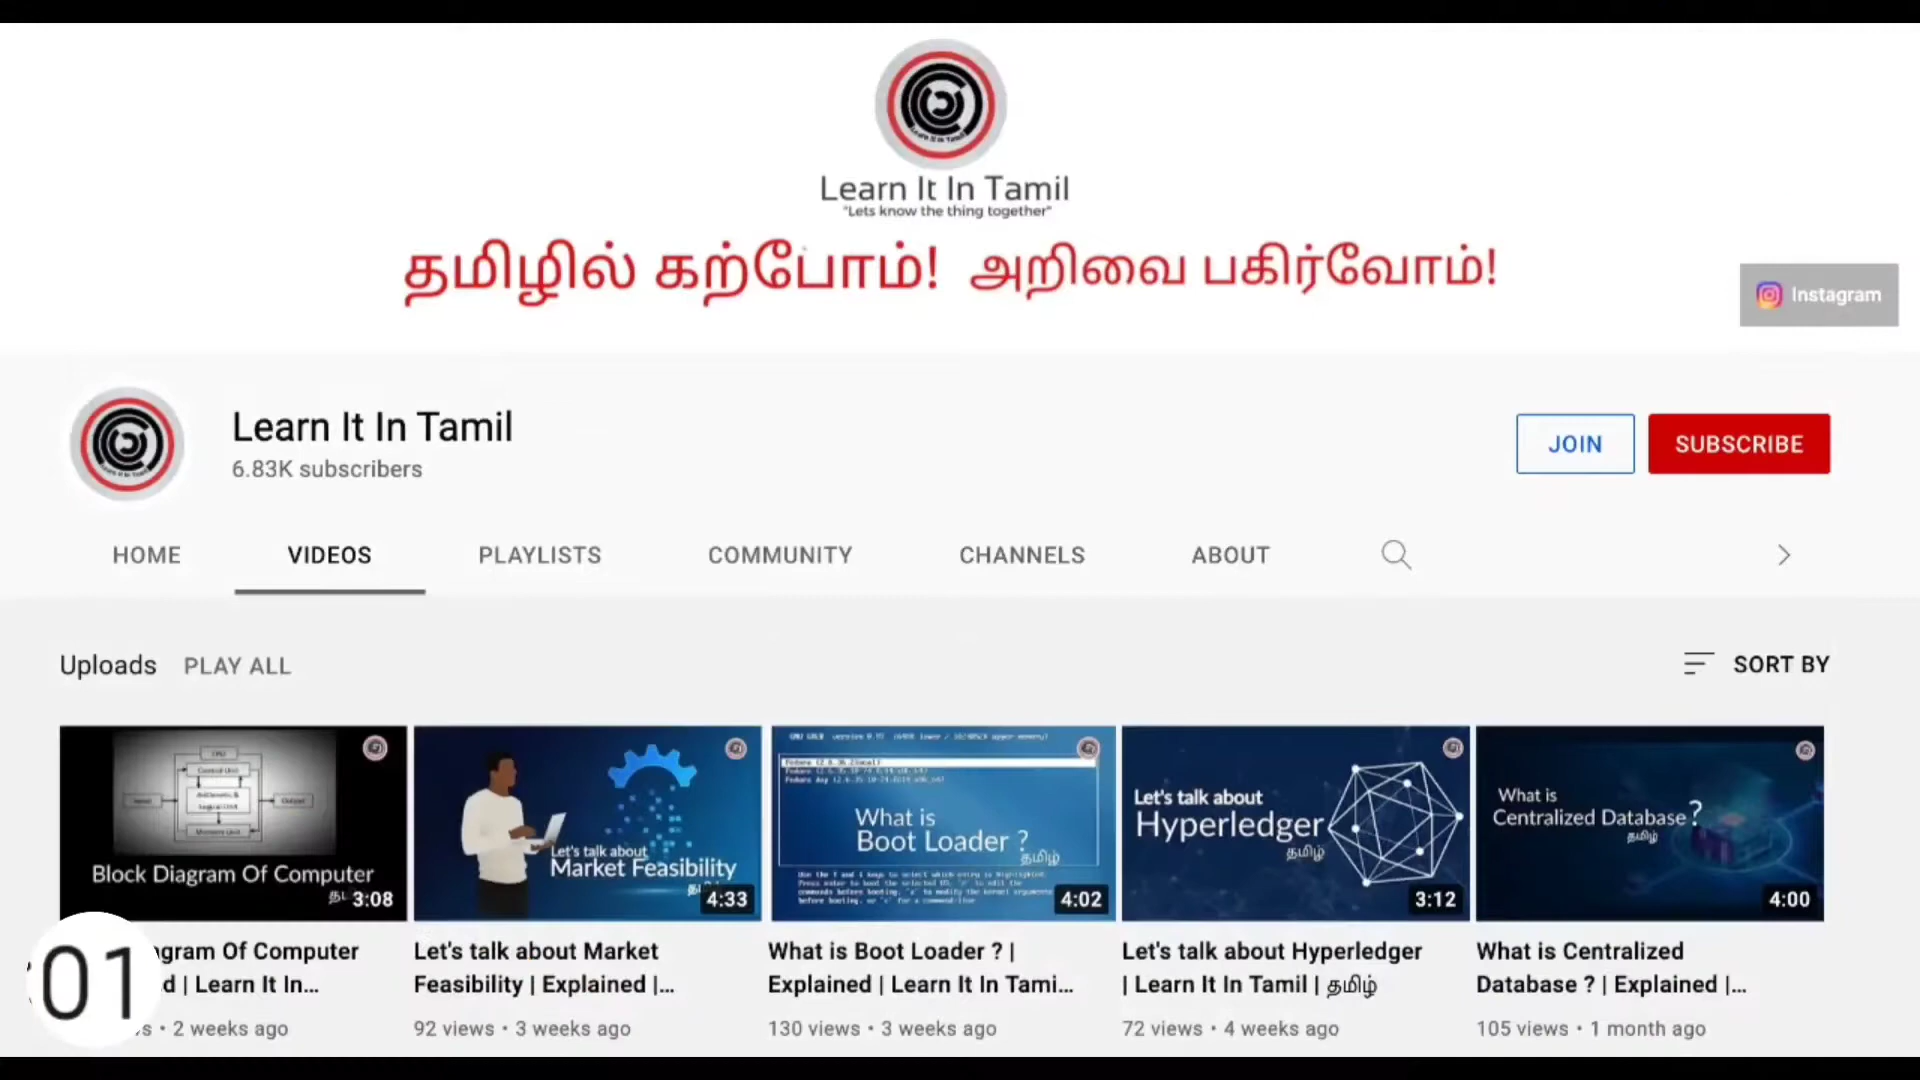 Learn It In Tamil
"Lets know the thing together"
தமிழில் கற்போம்! அறிவை பகிர்வோம்!
Instagram
Learn It In Tamil
6.83K subscribers
JOIN
SUBSCRIBE
HOME
VIDEOS
PLAYLISTS
COMMUNITY
CHANNELS
ABOUT
Uploads
PLAY ALL
SORT BY
Control Unit
Output
Memory Unit
Block Diagram Of Computer
3:08
Let's talk about
Market Feasibility
4:33
What is
Boot Loader ?
தமிழ்
4:02
Let's talk about
Hyperledger
தமிழ்
3:12
What is
Centralized Database ?
தமிழ்
4:00
01
agram Of Computer
d | Learn It In...
2 weeks ago
Let's talk about Market
Feasibility | Explained |...
92 views • 3 weeks ago
What is Boot Loader ? |
Explained | Learn It In Tami...
130 views • 3 weeks ago
Let's talk about Hyperledger
| Learn It In Tamil | தமிழ்
72 views • 4 weeks ago
What is Centralized
Database ? | Explained |...
105 views • 1 month ago